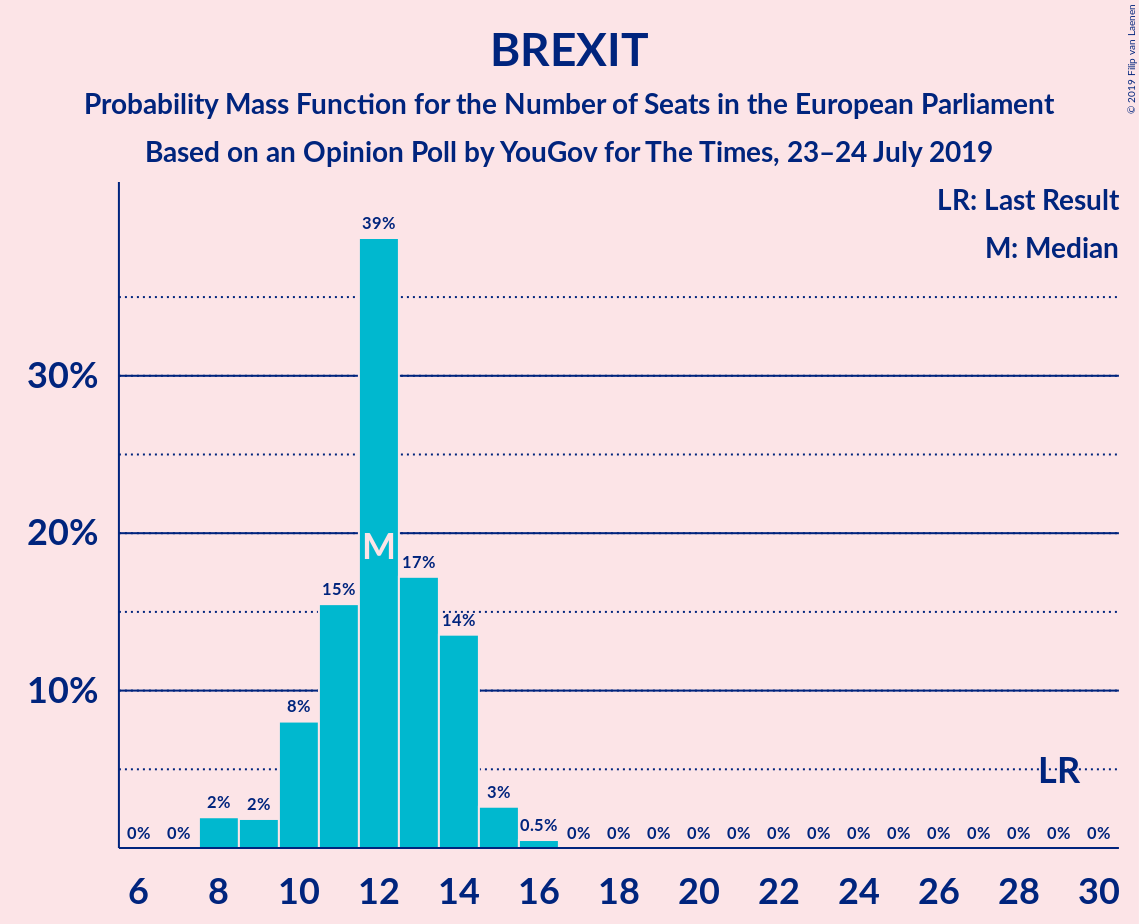 BREXIT
Probability Mass Function for the Number of Seats in the European Parliament
Based on an Opinion Poll by YouGov for The Times, 23–24 July 2019
© 2019 Filip van Laenen
LR: Last Result
M: Median
39%
30%
20%
M
17%
15%
14%
10%
8%
LR
3%
2% 2%
0.5%
0% 0% 0% 0% 0% 0% 0% 0% 0% 0% 0% 0% 0% 0% 0% 0%
6 8 10 12 14 16 18 20 22 24 26 28 30